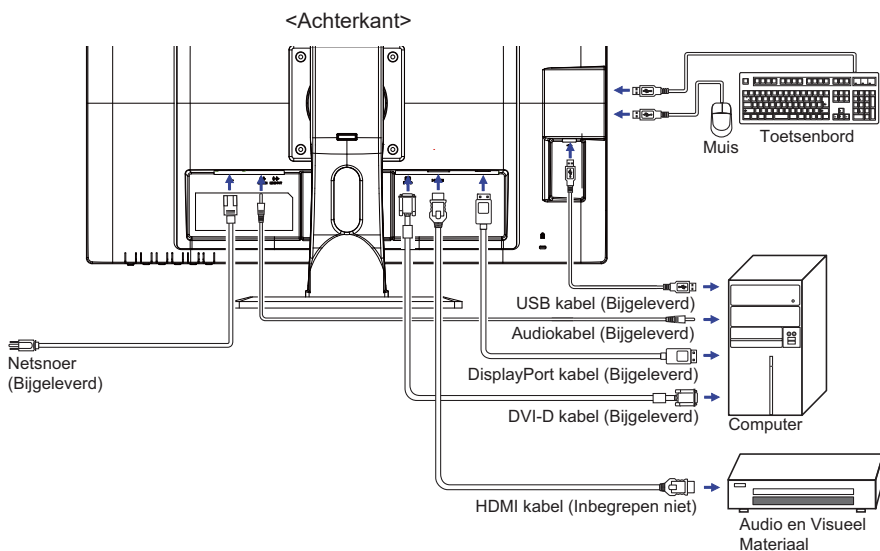 <Achterkant>
Muis
Toetsenbord
USB kabel (Bijgeleverd)
Audiokabel (Bijgeleverd)
Netsnoer
(Bijgeleverd)
DisplayPort kabel (Bijgeleverd)
DVI-D kabel (Bijgeleverd)
Computer
HDMI kabel (Inbegrepen niet)
Audio en Visueel
Materiaal